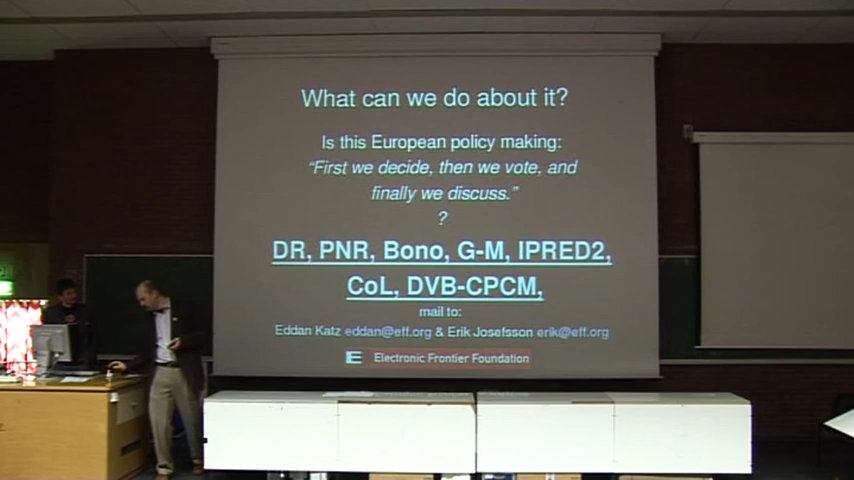 What can we do about it?
Is this European policy making:
“First we decide, then we vote, and
finally we discuss.”
?
DR, PNR, Bono, G-M, IPRED2,
CoL, DVB-CPCM,
mail to:
Eddan Katz eddan@eff.org & Erik Josefsson erik@eff.org
E Electronic Frontier Foundation